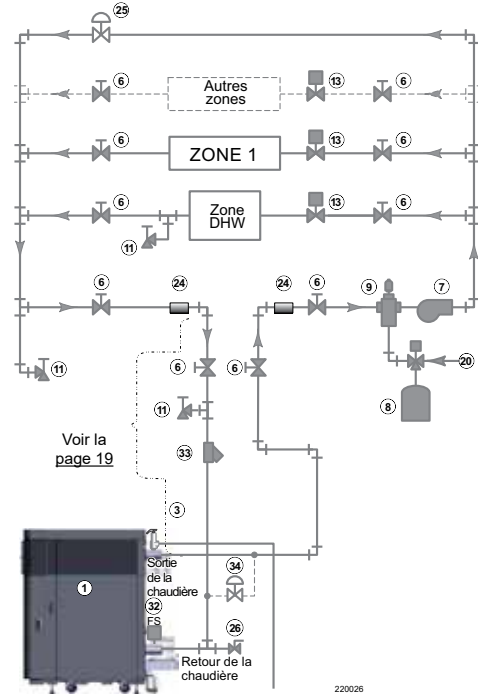 25
6
Autres
zones
13
6
6
ZONE 1
13
6
6
Zone
DHW
13
6
11
6
24
24
6
9
7
11
6
6
20
8
11
Voir la
page 19
33
3
Sortie
de la
chaudière
34
1
32
FS
26
Retour de la
chaudière
220026